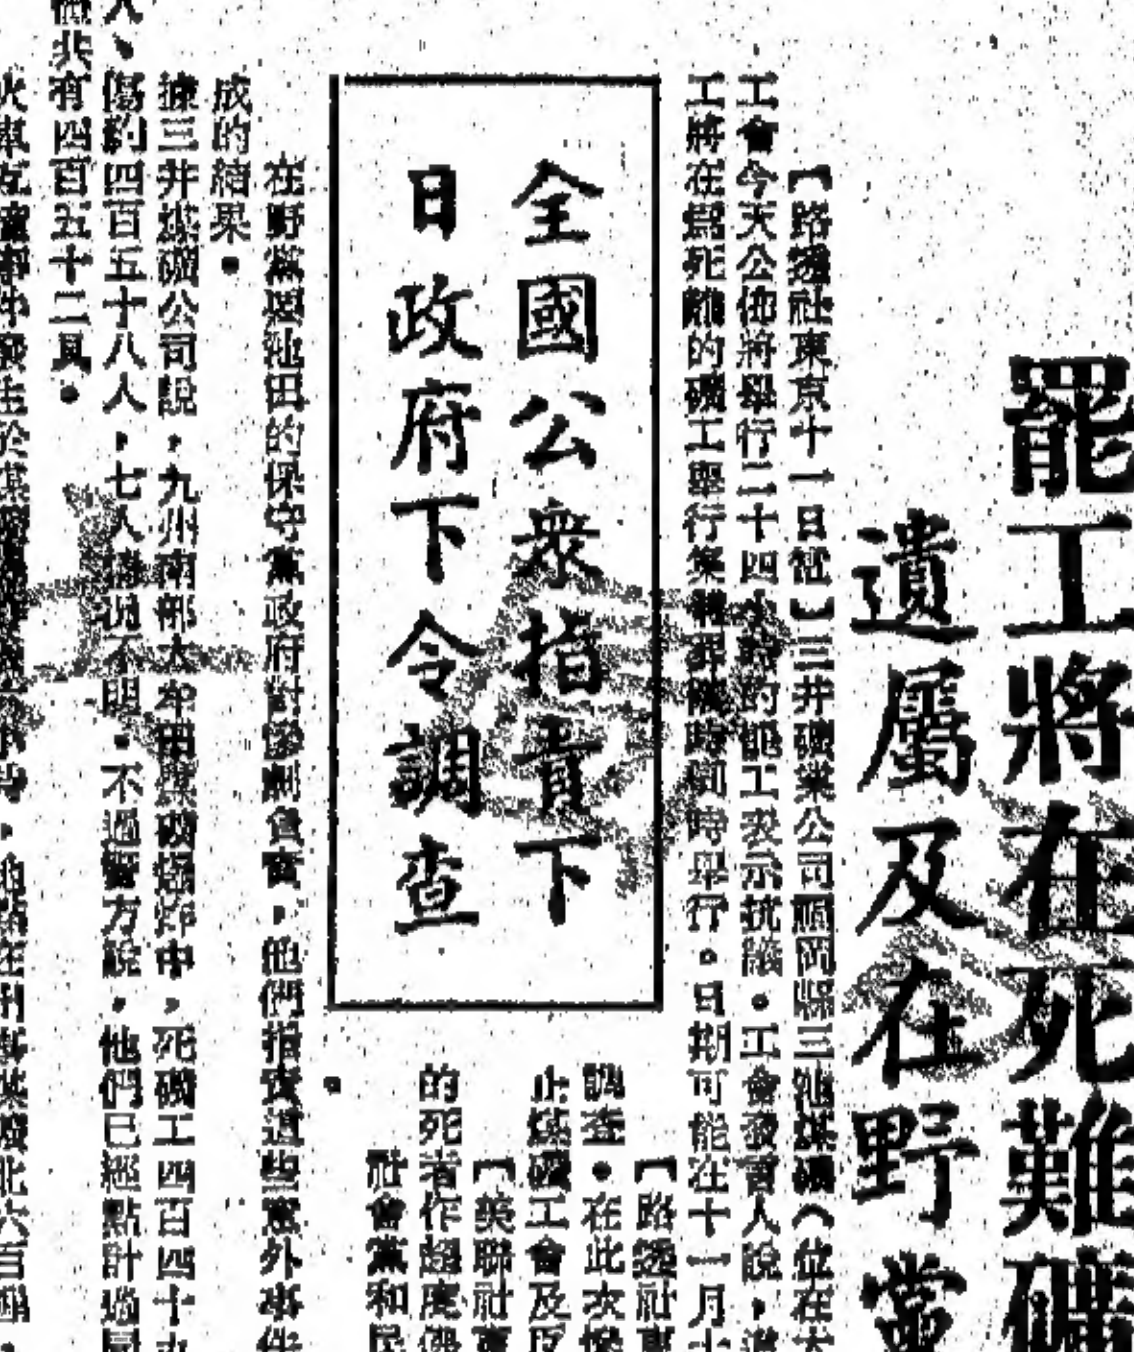 罷工將在死難礦
遺屬及在野黨
【路透社東京十一日電】三井礦業公司福岡縣三池煤礦（位在大
工會今天公佈將舉行二十四小時的罷工表示抗議。工會發言人說，
工將在為死難的礦工舉行集體葬儀時同時舉行。日期可能在十一月十
全國公衆指責下
日政府下令調查
【路透社東
調查。在此次慘
止煤礦工會及反
【美聯社東
的死者作超度佛
社會黨和民
在野黨要池田的保守黨政府對慘劇負責，他們指責這些意外事件
成的結果。
據三井煤礦公司說，九州南部大牟田煤礦爆炸中，死礦工四百四十九
人、傷約四百五十八人，七人情況不明。不過警方說，他們已經點計過屍
共有四百五十二具。